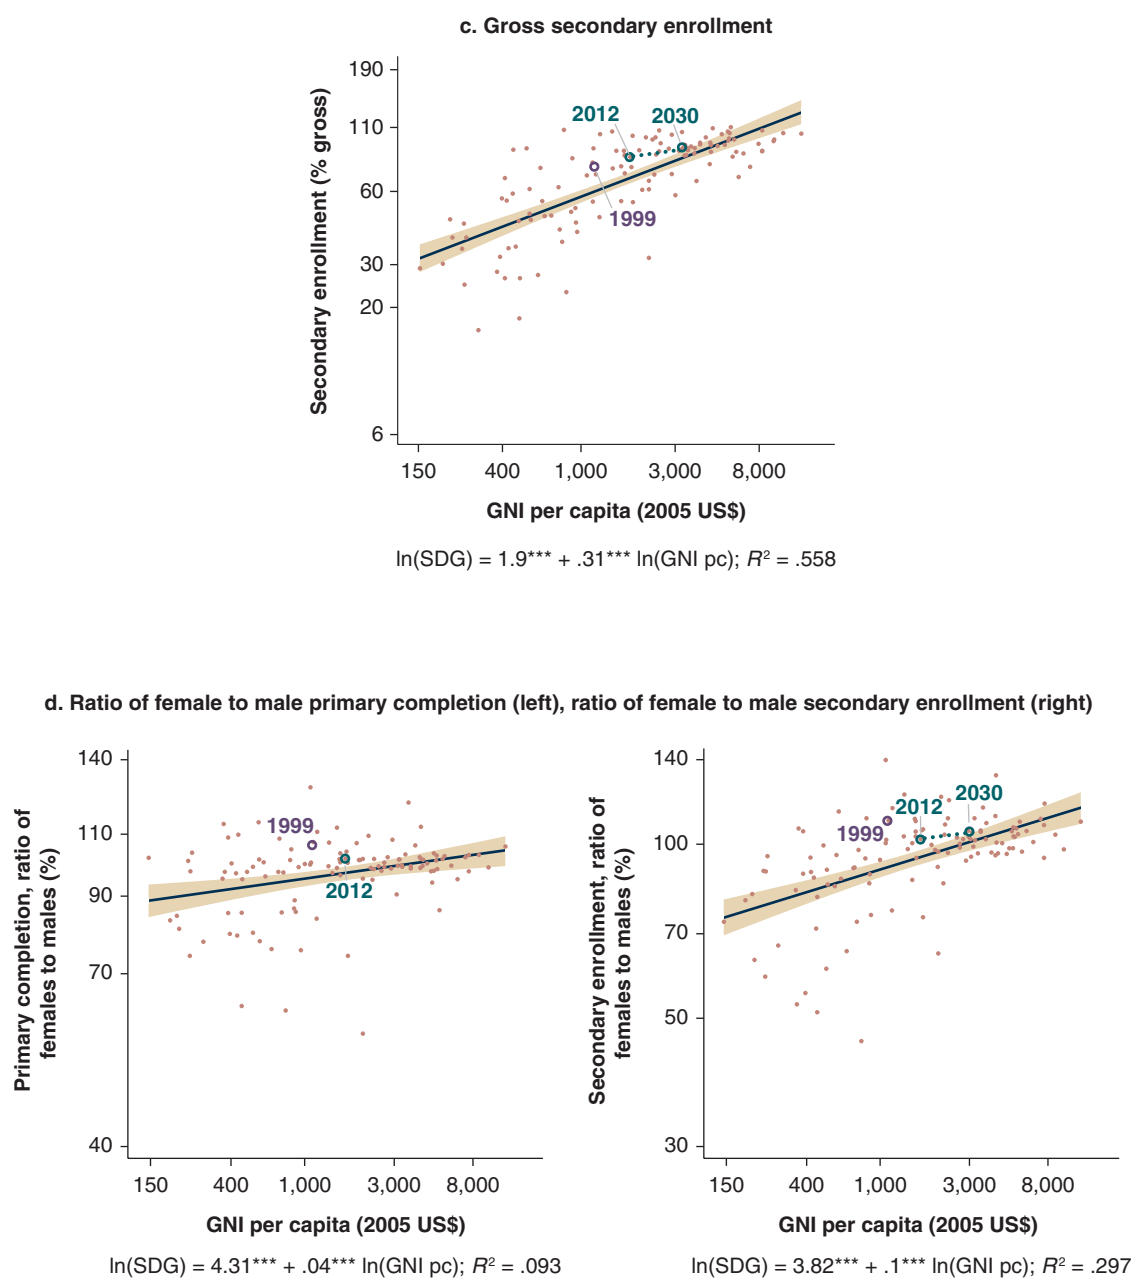 c. Gross secondary enrollment
Secondary enrollment (% gross)
190
110
60
30
20
6
2012
2030
1999
150 400 1,000 3,000 8,000
GNI per capita (2005 US$)
ln(SDG) = 1.9*** + .31*** ln(GNI pc); R² = .558
d. Ratio of female to male primary completion (left), ratio of female to male secondary enrollment (right)
Primary completion, ratio of
females to males (%)
140
110
90
70
40
1999
2012
150 400 1,000 3,000 8,000
GNI per capita (2005 US$)
ln(SDG) = 4.31*** + .04*** ln(GNI pc); R² = .093
Secondary enrollment, ratio of
females to males (%)
140
100
70
50
30
2030
2012
1999
150 400 1,000 3,000 8,000
GNI per capita (2005 US$)
ln(SDG) = 3.82*** + .1*** ln(GNI pc); R² = .297